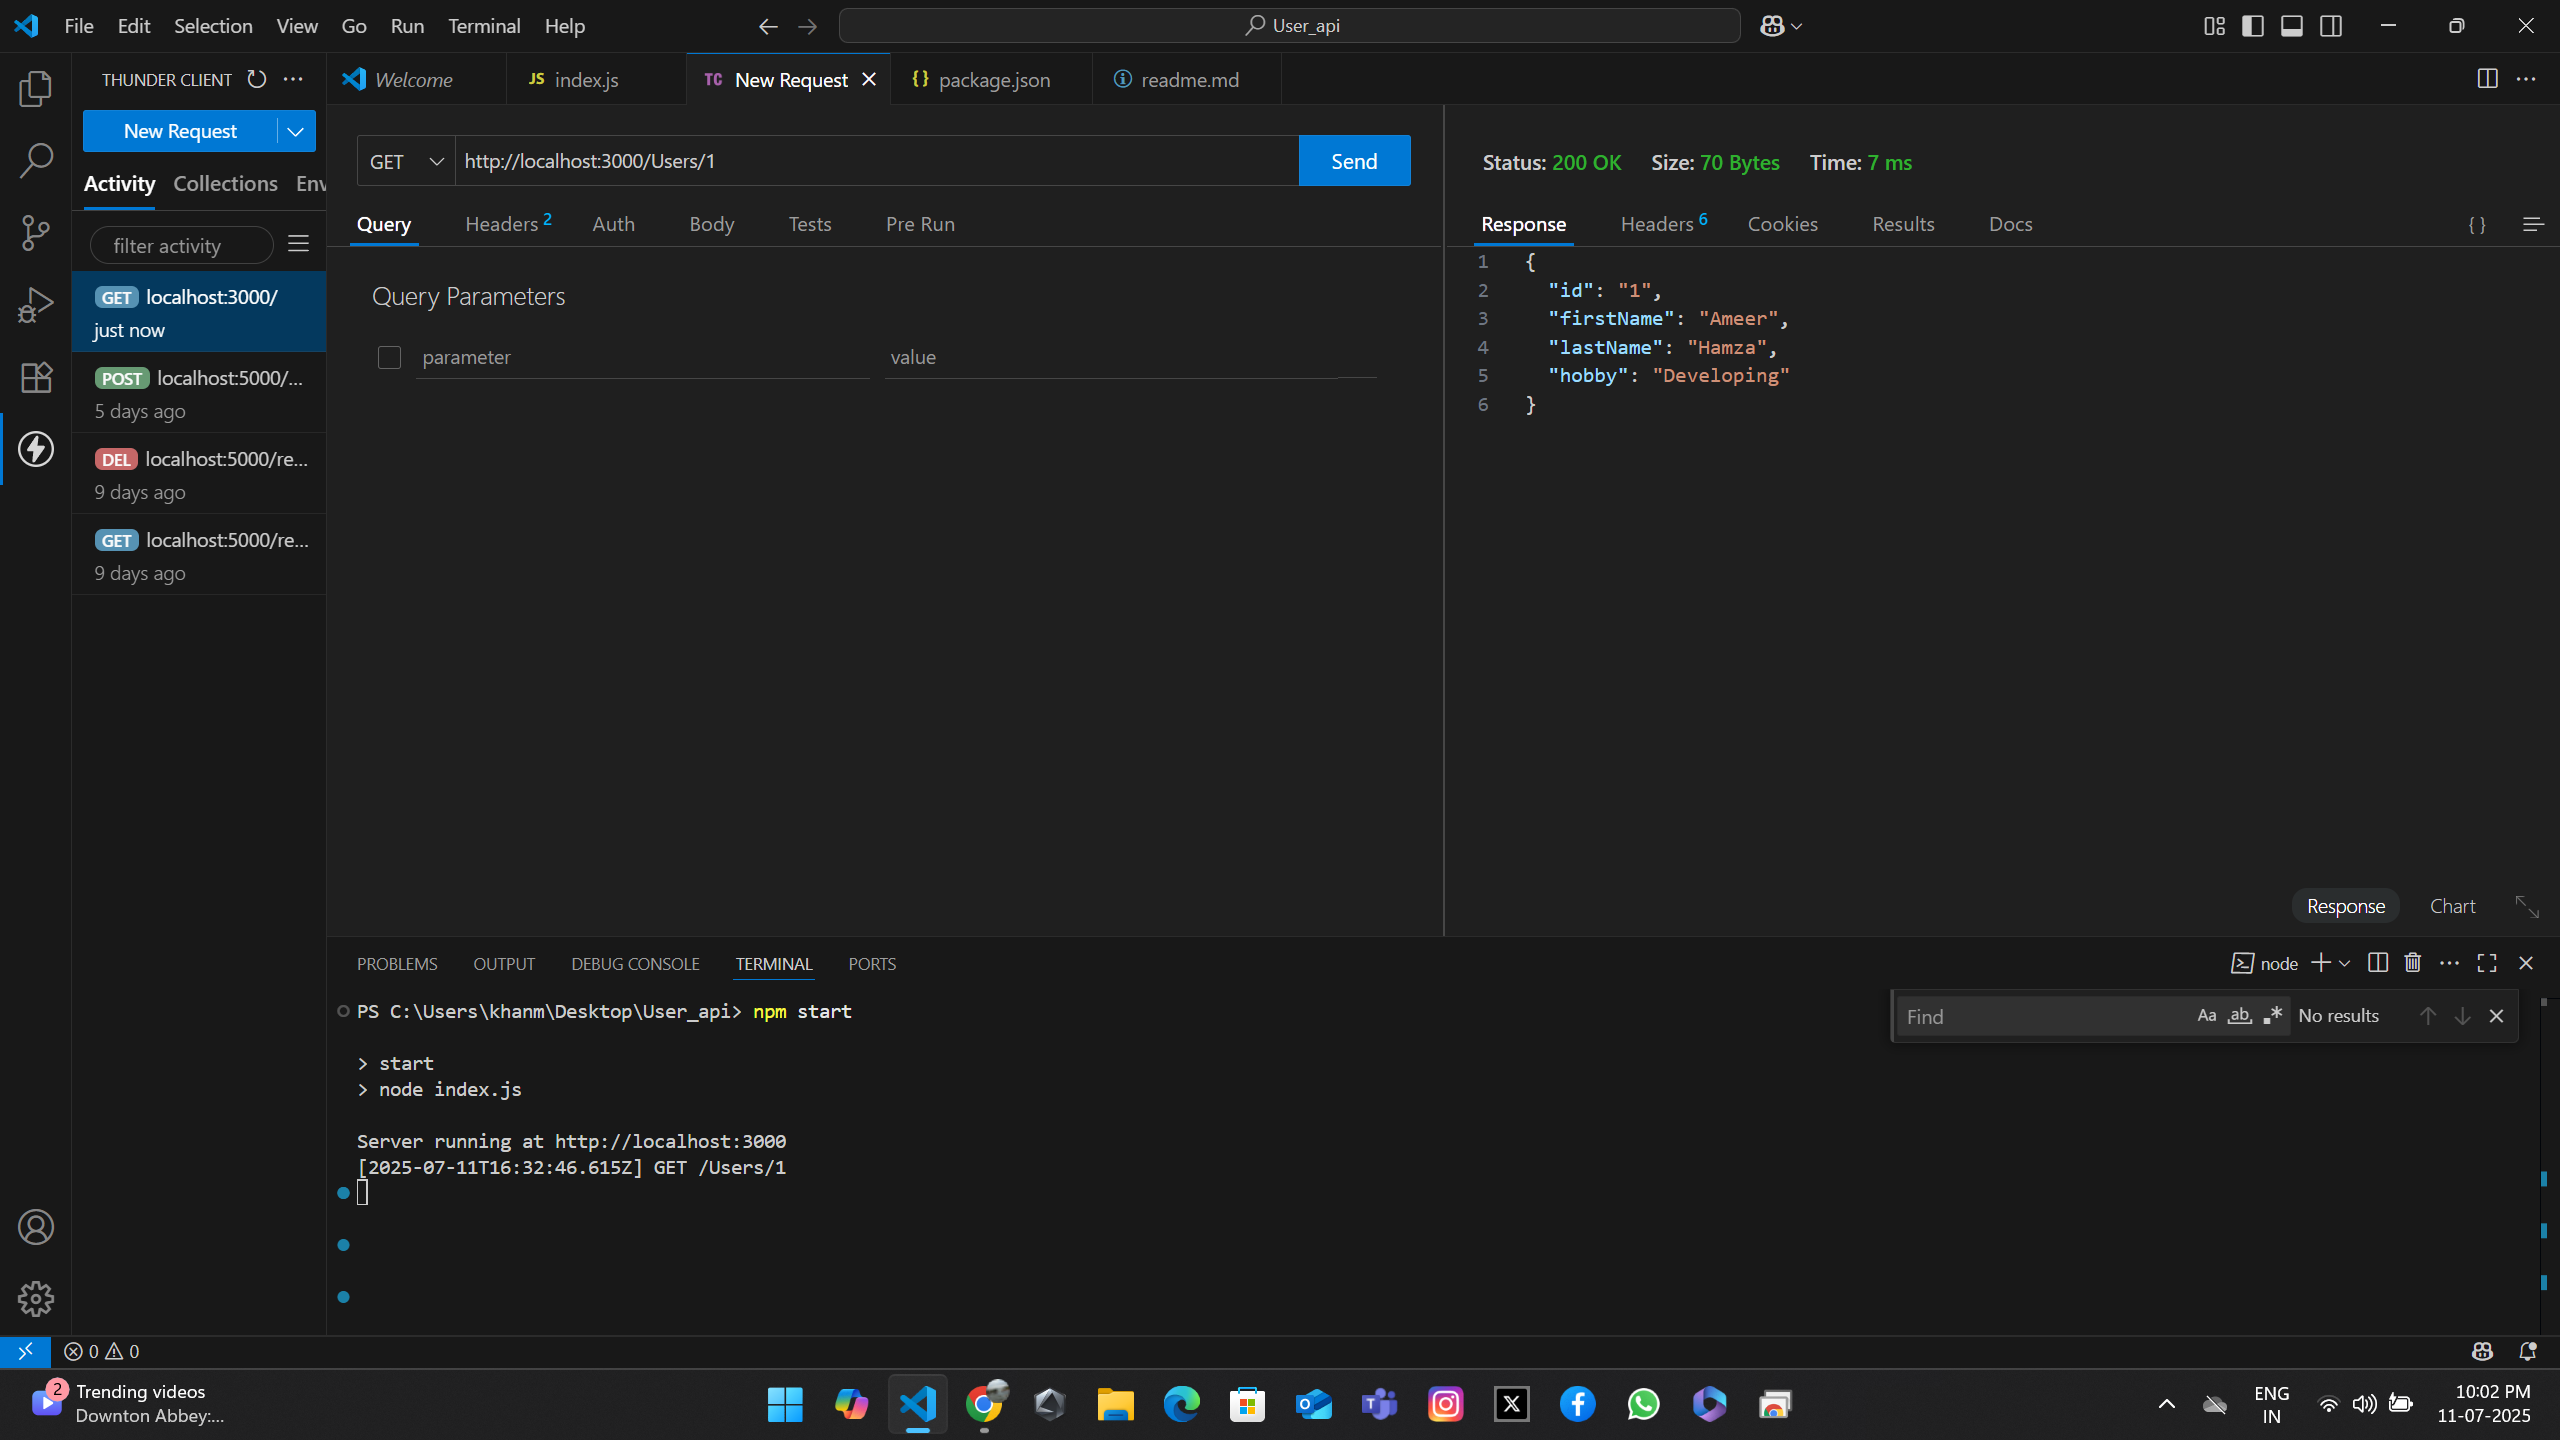 File Edit Selection View Go Run Terminal Help
User_api
THUNDER CLIENT
Welcome
JS index.js
TC New Request
{} package.json
readme.md
New Request
Activity Collections Env
filter activity
GET localhost:3000/
just now
POST localhost:5000/...
5 days ago
DEL localhost:5000/re...
9 days ago
GET localhost:5000/re...
9 days ago
GET http://localhost:3000/Users/1 Send
Query Headers 2 Auth Body Tests Pre Run
Query Parameters
parameter value
Status: 200 OK Size: 70 Bytes Time: 7 ms
Response Headers 6 Cookies Results Docs { }
1 {
2 "id": "1",
3 "firstName": "Ameer",
4 "lastName": "Hamza",
5 "hobby": "Developing"
6 }
Response Chart
PROBLEMS OUTPUT DEBUG CONSOLE TERMINAL PORTS
node
Find Aa ab No results
PS C:\Users\khanm\Desktop\User_api> npm start
> start
> node index.js
Server running at http://localhost:3000
[2025-07-11T16:32:46.615Z] GET /Users/1
0 0
2
Trending videos
Downton Abbey:...
ENG
IN
10:02 PM
11-07-2025